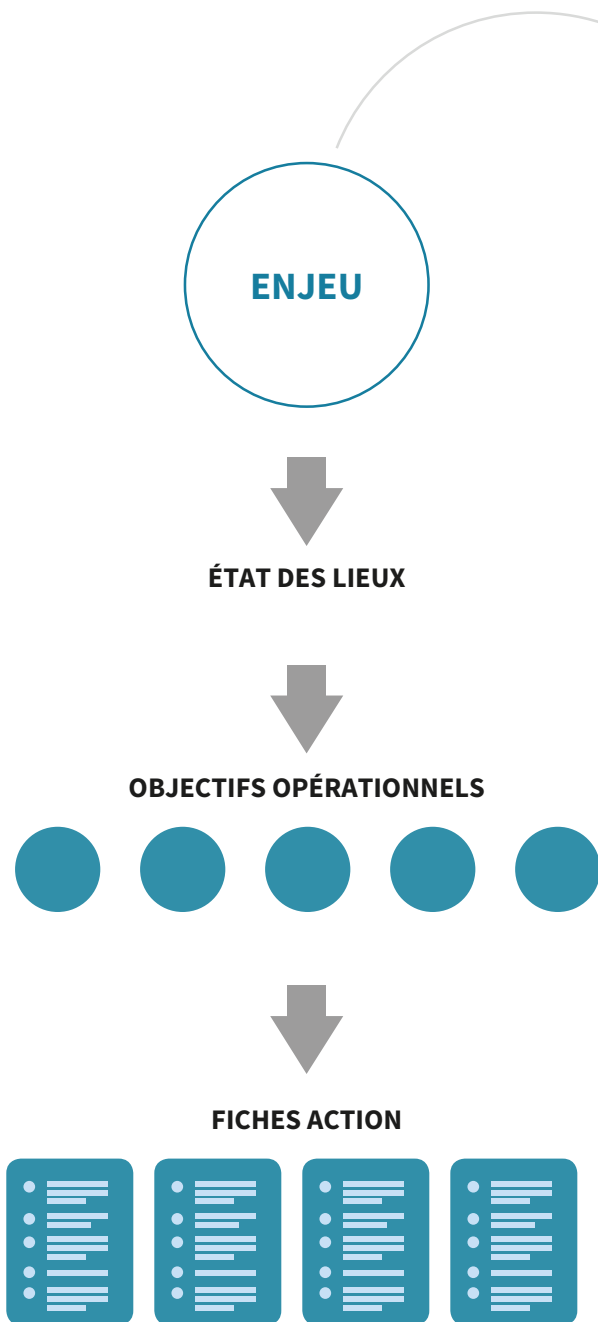 ENJEU
ÉTAT DES LIEUX
OBJECTIFS OPÉRATIONNELS
FICHES ACTION